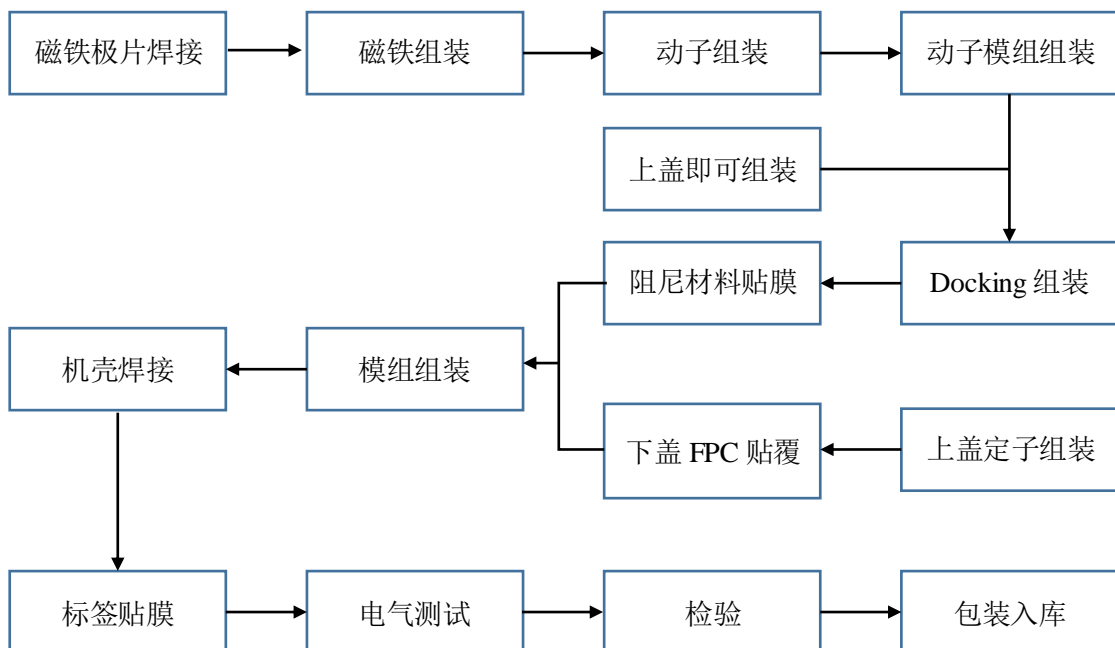 磁铁极片焊接
磁铁组装
动子组装
动子模组组装
上盖即可组装
阻尼材料贴膜
Docking 组装
机壳焊接
模组组装
下盖 FPC 贴覆
上盖定子组装
标签贴膜
电气测试
检验
包装入库